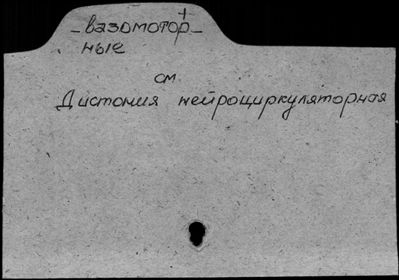 -вазомотор-
ные
см.
Дистония нейроциркуляторная